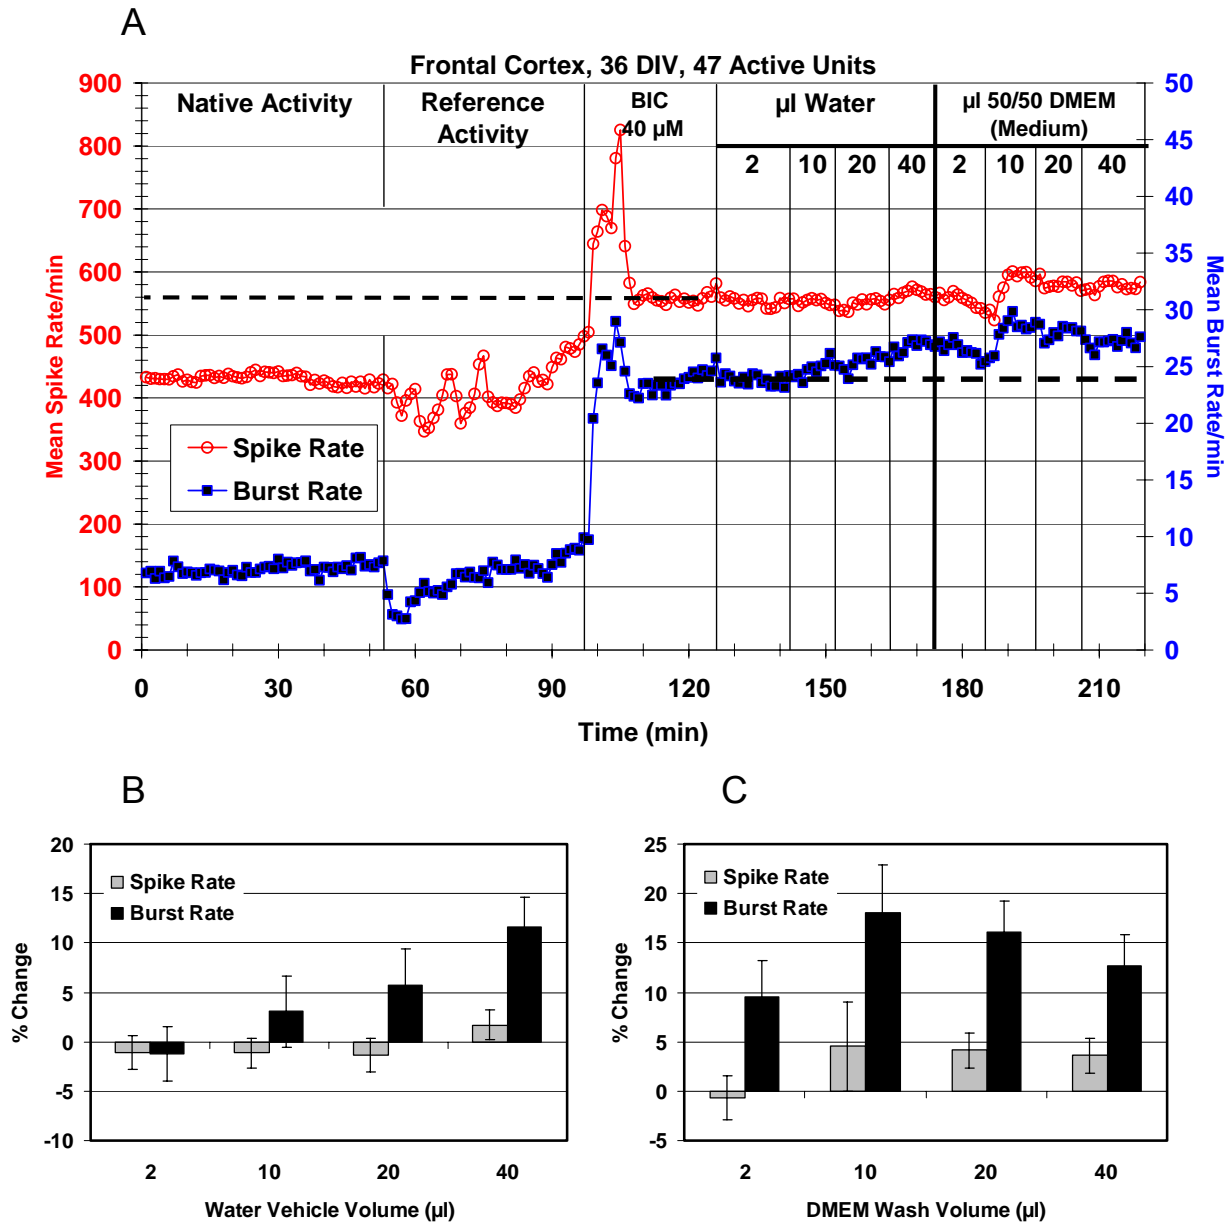 A
Frontal Cortex, 36 DIV, 47 Active Units
900
800
700
600
500
400
300
200
100
0
Mean Spike Rate/min
50
45
40
35
30
25
20
15
10
5
0
Mean Burst Rate/min
Native Activity
Reference
Activity
BIC
40 µM
µl Water
2 10 20 40
µl 50/50 DMEM
(Medium)
2 10 20 40
Spike Rate
Burst Rate
0 30 60 90 120 150 180 210
Time (min)
B
20
15
10
5
0
-5
-10
% Change
Spike Rate
Burst Rate
2 10 20 40
Water Vehicle Volume (µl)
C
25
20
15
10
5
0
-5
% Change
Spike Rate
Burst Rate
2 10 20 40
DMEM Wash Volume (µl)